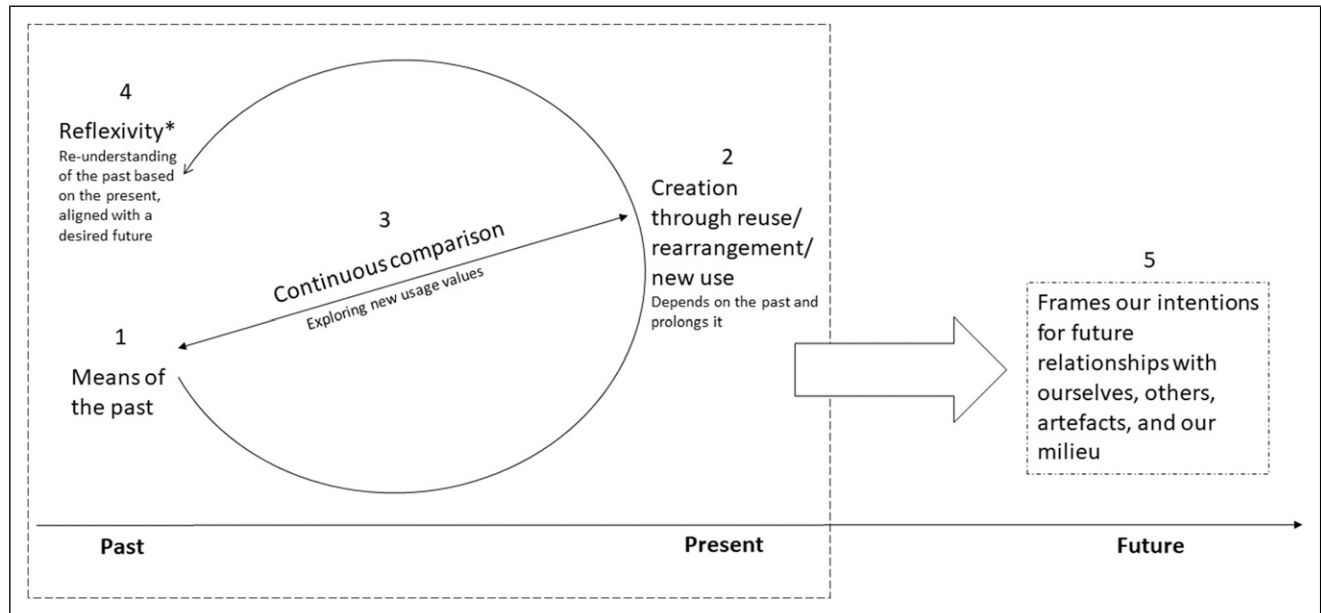 4
Reflexivity*
Re-understanding
of the past based
on the present,
aligned with a
desired future
3
Continuous comparison
Exploring new usage values
1
Means of
the past
2
Creation
through reuse/
rearrangement/
new use
Depends on the past and
prolongs it
5
Frames our intentions
for future
relationships with
ourselves, others,
artefacts, and our
milieu
Past
Present
Future